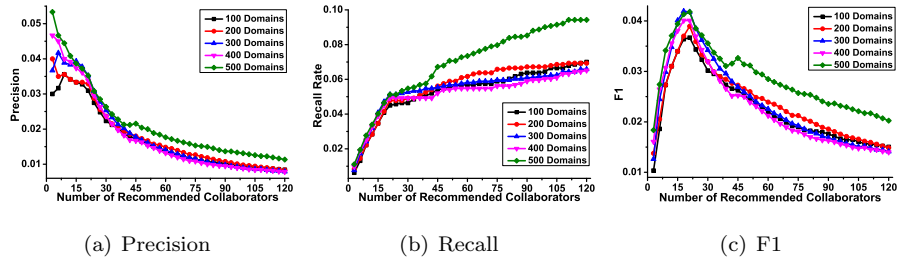 0.05
0.04
0.03
0.02
0.01
Precision
0 15 30 45 60 75 90 105 120
Number of Recommended Collaborators
100 Domains
200 Domains
300 Domains
400 Domains
500 Domains
(a) Precision
0.10
0.08
0.06
0.04
0.02
Recall Rate
0 15 30 45 60 75 90 105 120
Number of Recommended Collaborators
100 Domains
200 Domains
300 Domains
400 Domains
500 Domains
(b) Recall
0.04
0.03
0.02
0.01
F1
0 15 30 45 60 75 90 105 120
Number of Recommended Collaborators
100 Domains
200 Domains
300 Domains
400 Domains
500 Domains
(c) F1